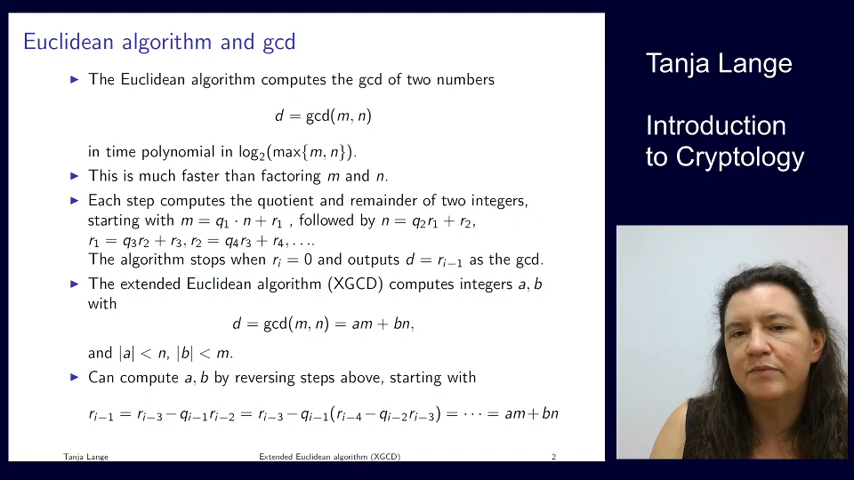 Euclidean algorithm and gcd
▶ The Euclidean algorithm computes the gcd of two numbers
d = gcd(m, n)
in time polynomial in log₂(max{m, n}).
▶ This is much faster than factoring m and n.
▶ Each step computes the quotient and remainder of two integers,
starting with m = q₁ · n + r₁ , followed by n = q₂r₁ + r₂,
r₁ = q₃r₂ + r₃, r₂ = q₄r₃ + r₄, . . . .
The algorithm stops when rᵢ = 0 and outputs d = rᵢ₋₁ as the gcd.
▶ The extended Euclidean algorithm (XGCD) computes integers a, b
with
d = gcd(m, n) = am + bn,
and |a| < n, |b| < m.
▶ Can compute a, b by reversing steps above, starting with
rᵢ₋₁ = rᵢ₋₃ − qᵢ₋₁rᵢ₋₂ = rᵢ₋₃ − qᵢ₋₁(rᵢ₋₄ − qᵢ₋₂rᵢ₋₃) = · · · = am + bn
Tanja Lange Extended Euclidean algorithm (XGCD) 2
Tanja Lange
Introduction
to Cryptology